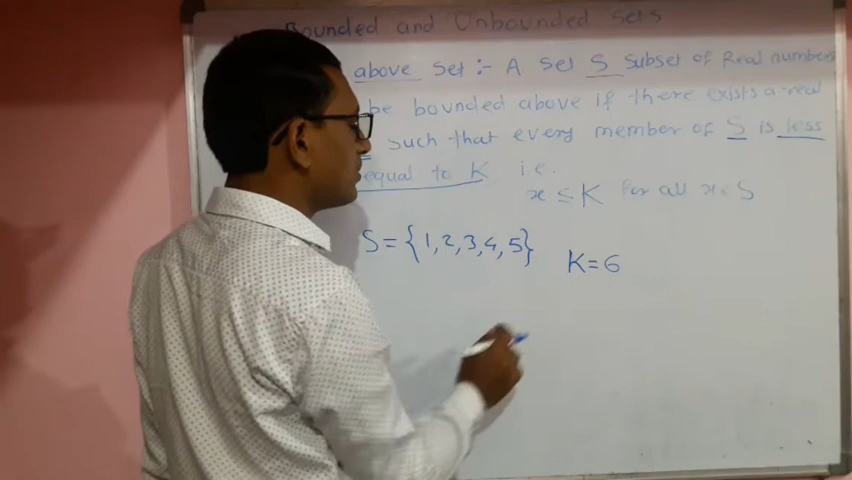 Bounded and Unbounded Sets
above Set :- A Set S subset of Real numbers
be bounded above if there exists a real
such that every member of S is less
equal to K i.e.
x ≤ K for all x ∈ S
S = {1, 2, 3, 4, 5}
K = 6